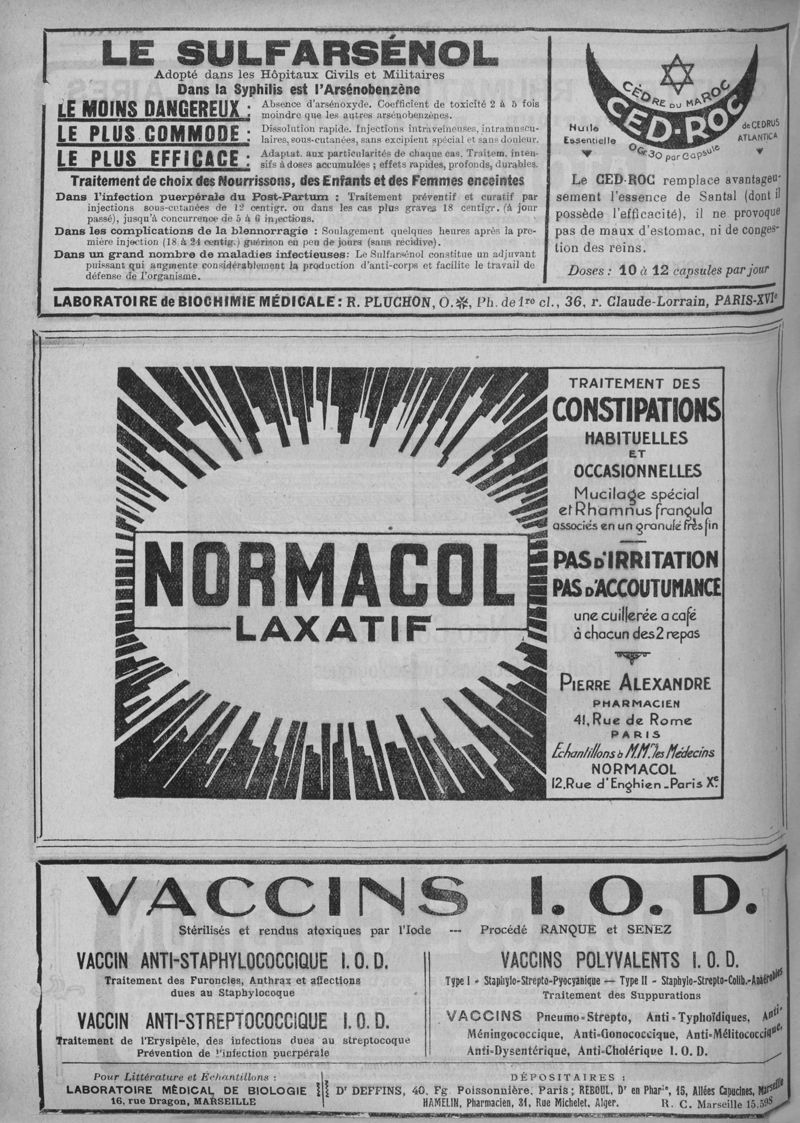 LE SULFARSÉNOL
Adopté dans les Hôpitaux Civils et Militaires
Dans la Syphilis est l'Arsénobenzène
LE MOINS DANGEREUX : Absence d'arsénoxyde. Coefficient de toxicité 2 à 5 fois
moindre que les autres arsénobenzènes.
LE PLUS COMMODE : Dissolution rapide. Injections intraveineuses, intramuscu-
laires, sous-cutanées, sans excipient spécial et sans douleur.
LE PLUS EFFICACE : Adaptat. aux particularités de chaque cas. Traitem. inten-
sifs à doses accumulées ; effets rapides, profonds, durables.
Traitement de choix des Nourrissons, des Enfants et des Femmes enceintes
Dans l'infection puerpérale du Post-Partum : Traitement préventif et curatif par
injections sous-cutanées de 12 centigr. ou dans les cas plus graves 18 centigr. (à jour
passé), jusqu'à concurrence de 5 à 6 injections.
Dans les complications de la blennorragie : Soulagement quelques heures après la pre-
mière injection (18 à 24 centig.) guérison en peu de jours (sans récidive).
Dans un grand nombre de maladies infectieuses: Le Sulfarsénol constitue un adjuvant
puissant qui augmente considérablement la production d'anti-corps et facilite le travail de
défense de l'organisme.
CÈDRE DU MAROC
CED-ROC
Huile
Essentielle
de CEDRUS
ATLANTICA
0Gr.30 par Capsule
Le CED-ROC remplace avantageu-
sement l'essence de Santal (dont il
possède l'efficacité), il ne provoque
pas de maux d'estomac, ni de conges-
tion des reins.
Doses : 10 à 12 capsules par jour
LABORATOIRE de BIOCHIMIE MÉDICALE : R. PLUCHON, O.✻, Ph. de 1re cl., 36, r. Claude-Lorrain, PARIS-XVIe
NORMACOL
LAXATIF
TRAITEMENT DES
CONSTIPATIONS
HABITUELLES
ET
OCCASIONNELLES
Mucilage spécial
et Rhamnus frangula
associés en un granulé très fin
PAS D'IRRITATION
PAS D'ACCOUTUMANCE
une cuillerée a café
à chacun des 2 repas
PIERRE ALEXANDRE
PHARMACIEN
41, Rue de Rome
PARIS
Echantillons à M.M. les Médecins
NORMACOL
12, Rue d'Enghien - Paris Xe
VACCINS I. O. D.
Stérilisés et rendus atoxiques par l'Iode --- Procédé RANQUE et SENEZ
VACCIN ANTI-STAPHYLOCOCCIQUE I. O. D.
Traitement des Furoncles, Anthrax et affections
dues au Staphylocoque
VACCIN ANTI-STREPTOCOCCIQUE I. O. D.
Traitement de l'Erysipèle, des infections dues au streptocoque
Prévention de l'infection puerpérale
VACCINS POLYVALENTS I. O. D.
Type I - Staphylo-Strepto-Pyocyanique — Type II - Staphylo-Strepto-Colib.-Anaérobies
Traitement des Suppurations
VACCINS Pneumo-Strepto, Anti-Typhoïdiques, Anti-
Méningococcique, Anti-Gonococcique, Anti-Mélitococcique,
Anti-Dysentérique, Anti-Cholérique I. O. D.
Pour Littérature et Échantillons :
LABORATOIRE MÉDICAL DE BIOLOGIE
16, rue Dragon, MARSEILLE
DÉPOSITAIRES :
Dr DEFFINS, 40, Fg Poissonnière, Paris ; REBOUL, Dr en Phar^ie, 15, Allées Capucines, Marseille
HAMELIN, Pharmacien, 31, Rue Michelet, Alger. R. C. Marseille 15.598